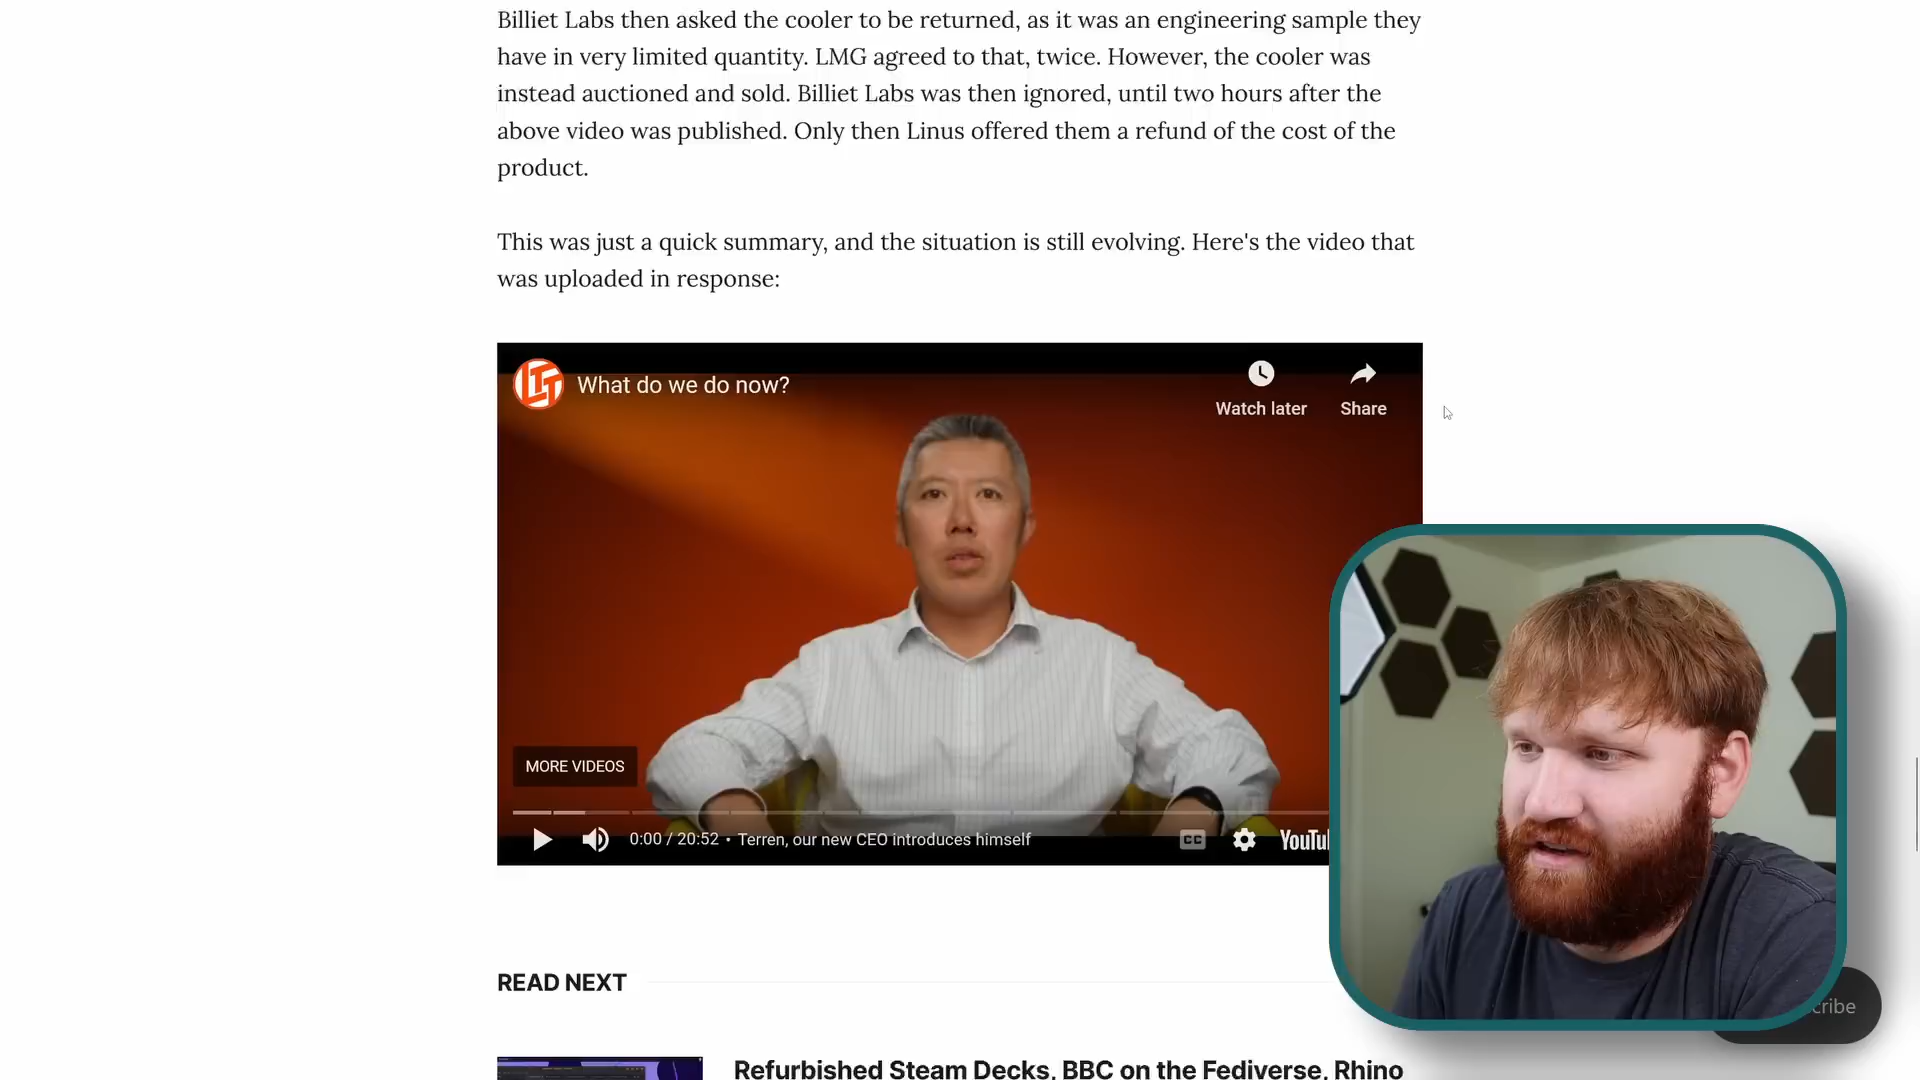 Billiet Labs then asked the cooler to be returned, as it was an engineering sample they
have in very limited quantity. LMG agreed to that, twice. However, the cooler was
instead auctioned and sold. Billiet Labs was then ignored, until two hours after the
above video was published. Only then Linus offered them a refund of the cost of the
product.
This was just a quick summary, and the situation is still evolving. Here's the video that
was uploaded in response:
LTT
What do we do now?
Watch later
Share
MORE VIDEOS
0:00 / 20:52 • Terren, our new CEO introduces himself
CC
YouTu
READ NEXT
cribe
Refurbished Steam Decks, BBC on the Fediverse, Rhino